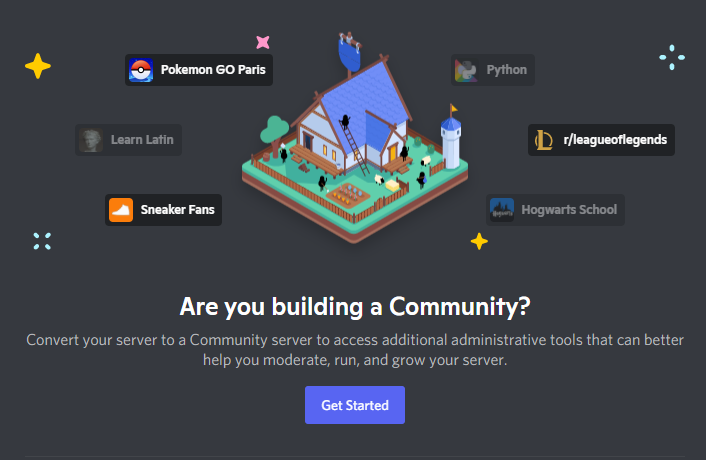 Pokemon GO Paris
Python
Learn Latin
r/leagueoflegends
Sneaker Fans
Hogwarts School
Are you building a Community?
Convert your server to a Community server to access additional administrative tools that can better
help you moderate, run, and grow your server.
Get Started